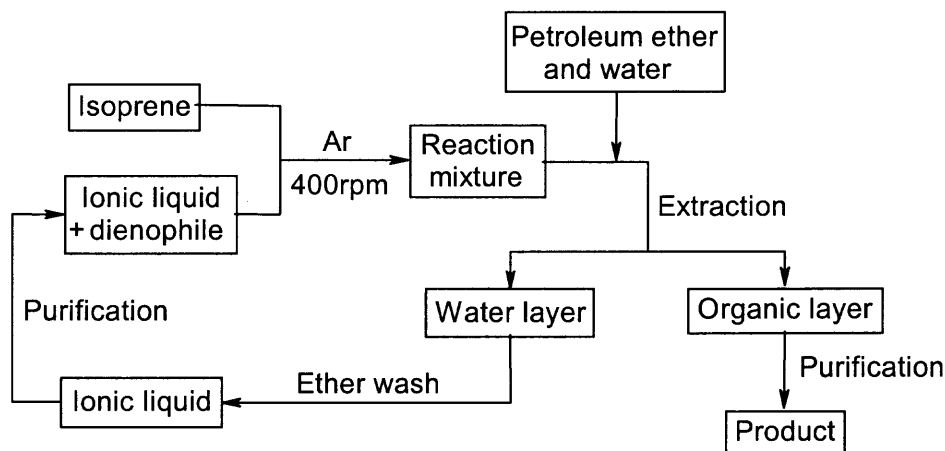 Petroleum ether
and water
Isoprene
Ar
400rpm
Reaction
mixture
Ionic liquid
+ dienophile
Extraction
Purification
Water layer
Organic layer
Ether wash
Purification
Ionic liquid
Product